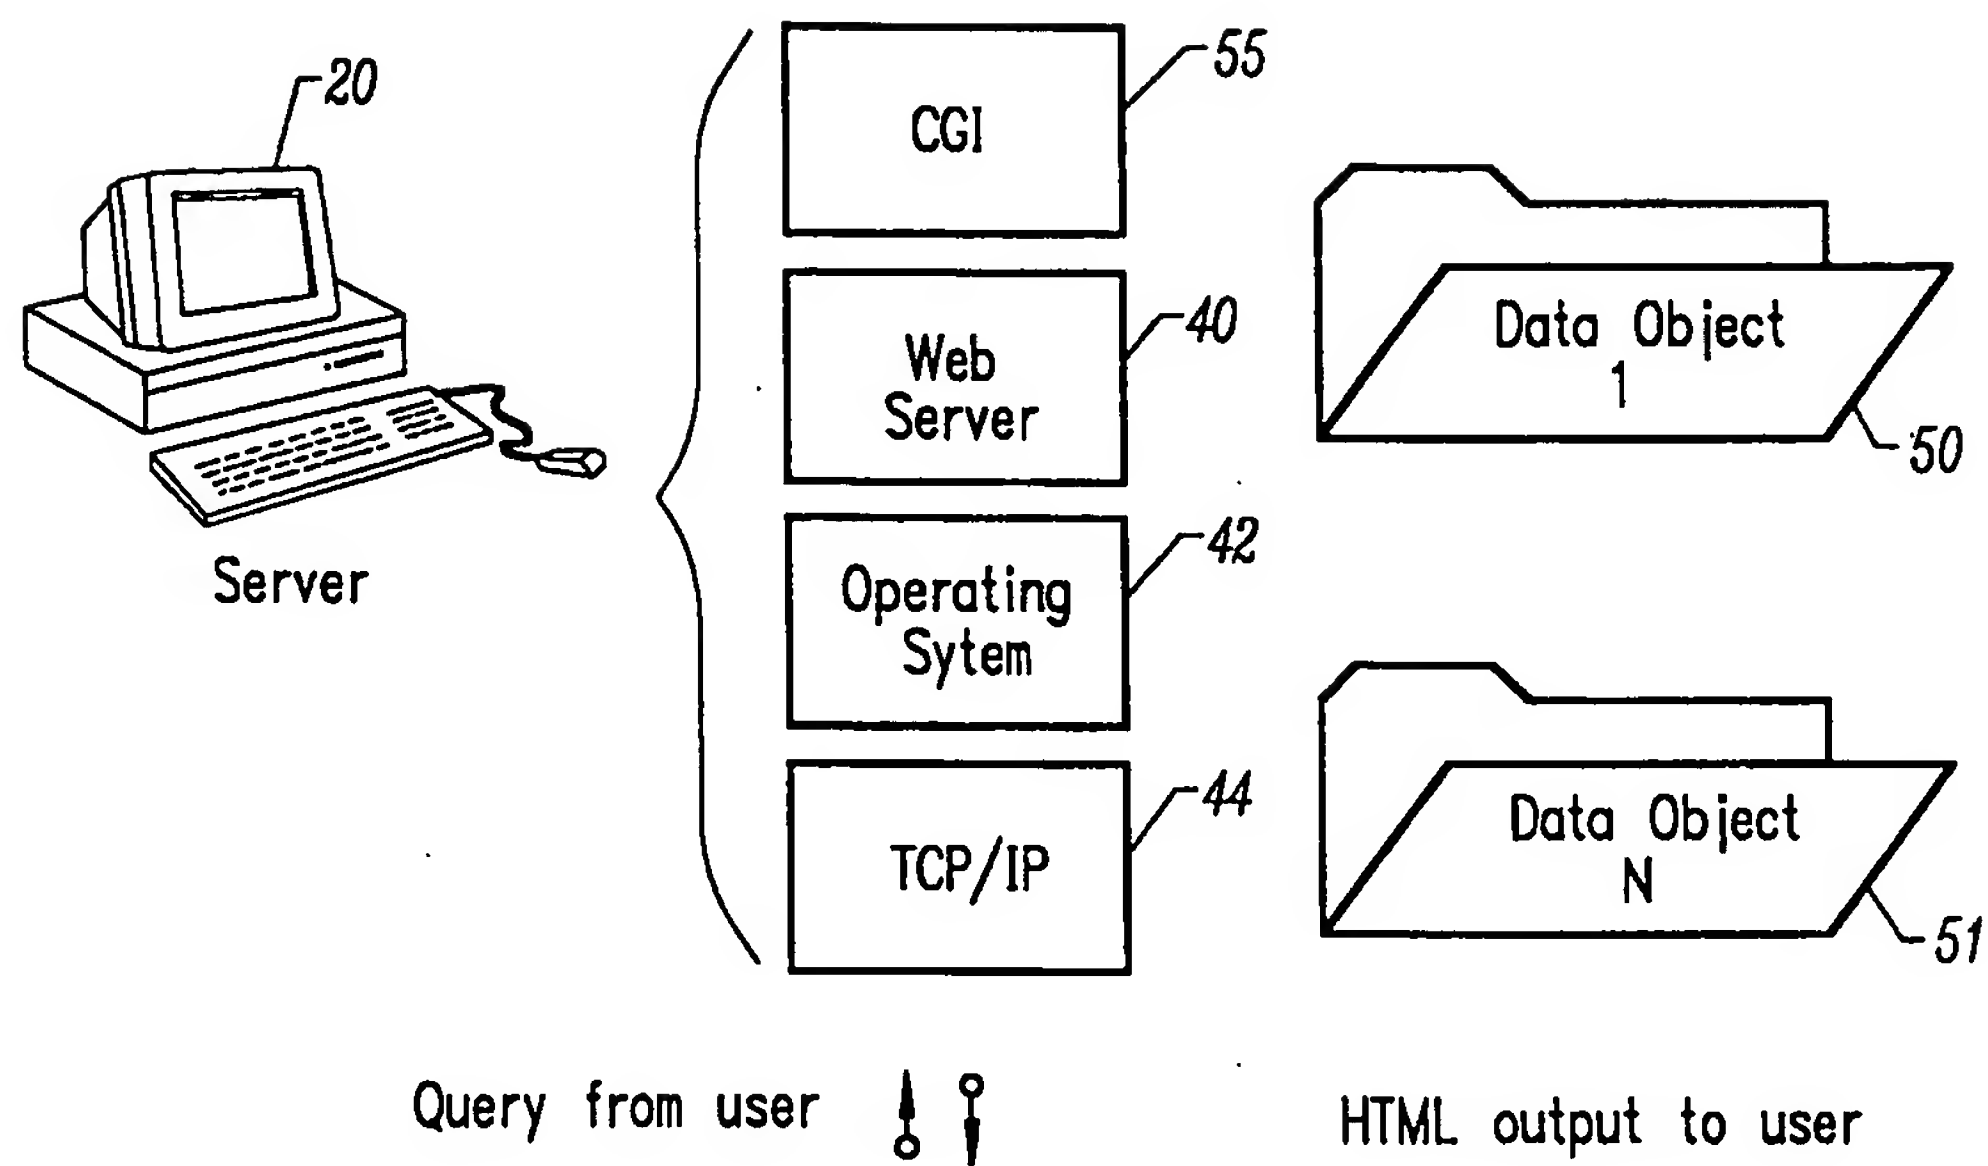 20
Server
CGI
55
Web
Server
40
Operating
Sytem
42
TCP/IP
44
Data Object
1
50
Data Object
N
51
Query from user
HTML output to user